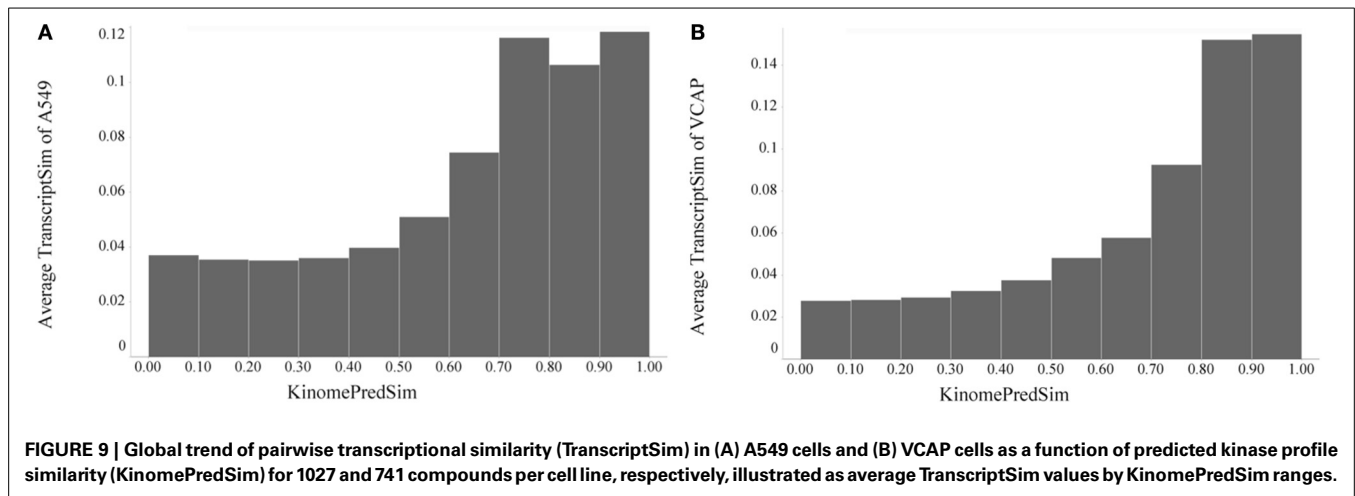 A
Average TranscriptSim of A549
0.12
0.1
0.08
0.06
0.04
0.02
0
0.00 0.10 0.20 0.30 0.40 0.50 0.60 0.70 0.80 0.90 1.00
KinomePredSim
B
Average TranscriptSim of VCAP
0.14
0.12
0.1
0.08
0.06
0.04
0.02
0
0.00 0.10 0.20 0.30 0.40 0.50 0.60 0.70 0.80 0.90 1.00
KinomePredSim
FIGURE 9 | Global trend of pairwise transcriptional similarity (TranscriptSim) in (A) A549 cells and (B) VCAP cells as a function of predicted kinase profile
similarity (KinomePredSim) for 1027 and 741 compounds per cell line, respectively, illustrated as average TranscriptSim values by KinomePredSim ranges.